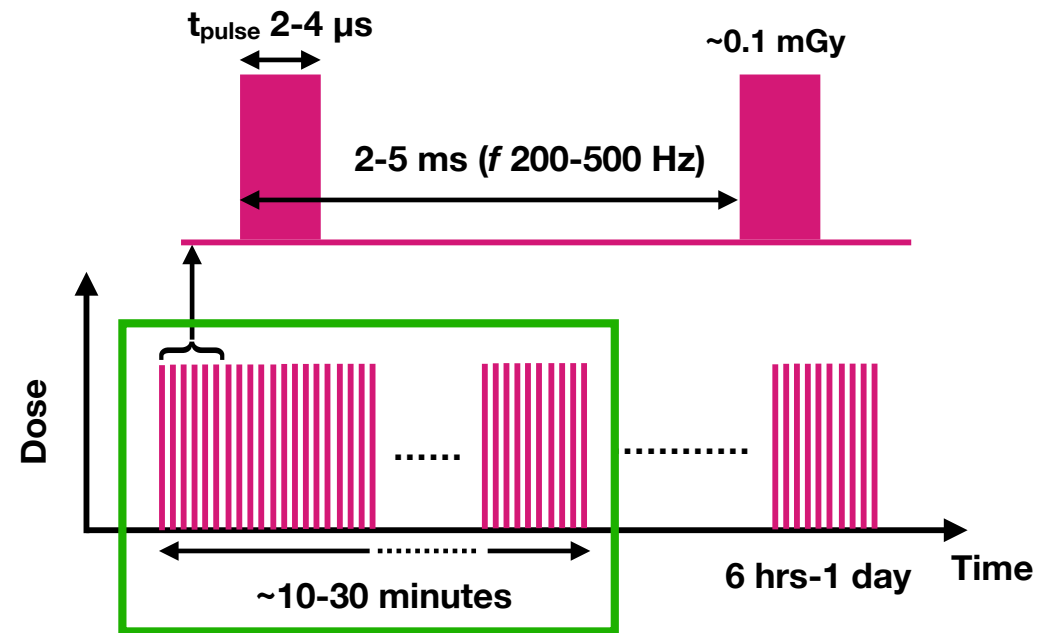 tpulse 2-4 µs
~0.1 mGy
2-5 ms (f 200-500 Hz)
Dose
......
...........
~10-30 minutes
6 hrs-1 day
Time